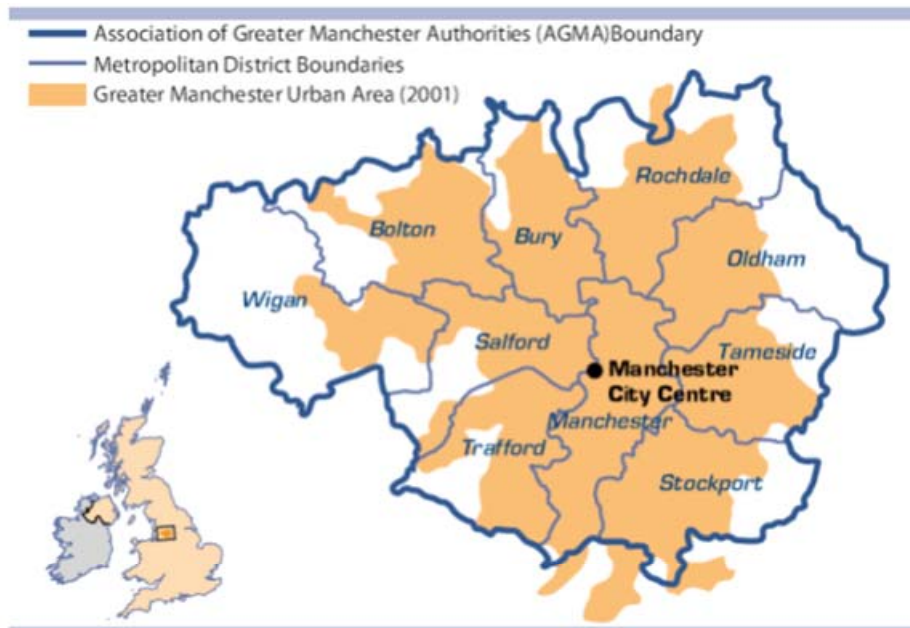 Association of Greater Manchester Authorities (AGMA)Boundary
Metropolitan District Boundaries
Greater Manchester Urban Area (2001)
Rochdale
Bolton
Bury
Oldham
Wigan
Salford
Tameside
Manchester
City Centre
Manchester
Trafford
Stockport